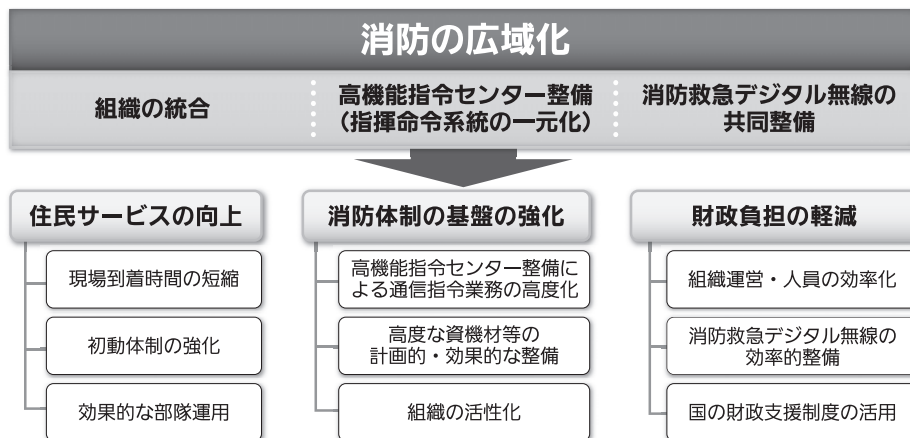 消防の広域化
組織の統合
高機能指令センター整備
（指揮命令系統の一元化）
消防救急デジタル無線の
共同整備
住民サービスの向上
現場到着時間の短縮
初動体制の強化
効果的な部隊運用
消防体制の基盤の強化
高機能指令センター整備に
よる通信指令業務の高度化
高度な資機材等の
計画的・効果的な整備
組織の活性化
財政負担の軽減
組織運営・人員の効率化
消防救急デジタル無線の
効率的整備
国の財政支援制度の活用